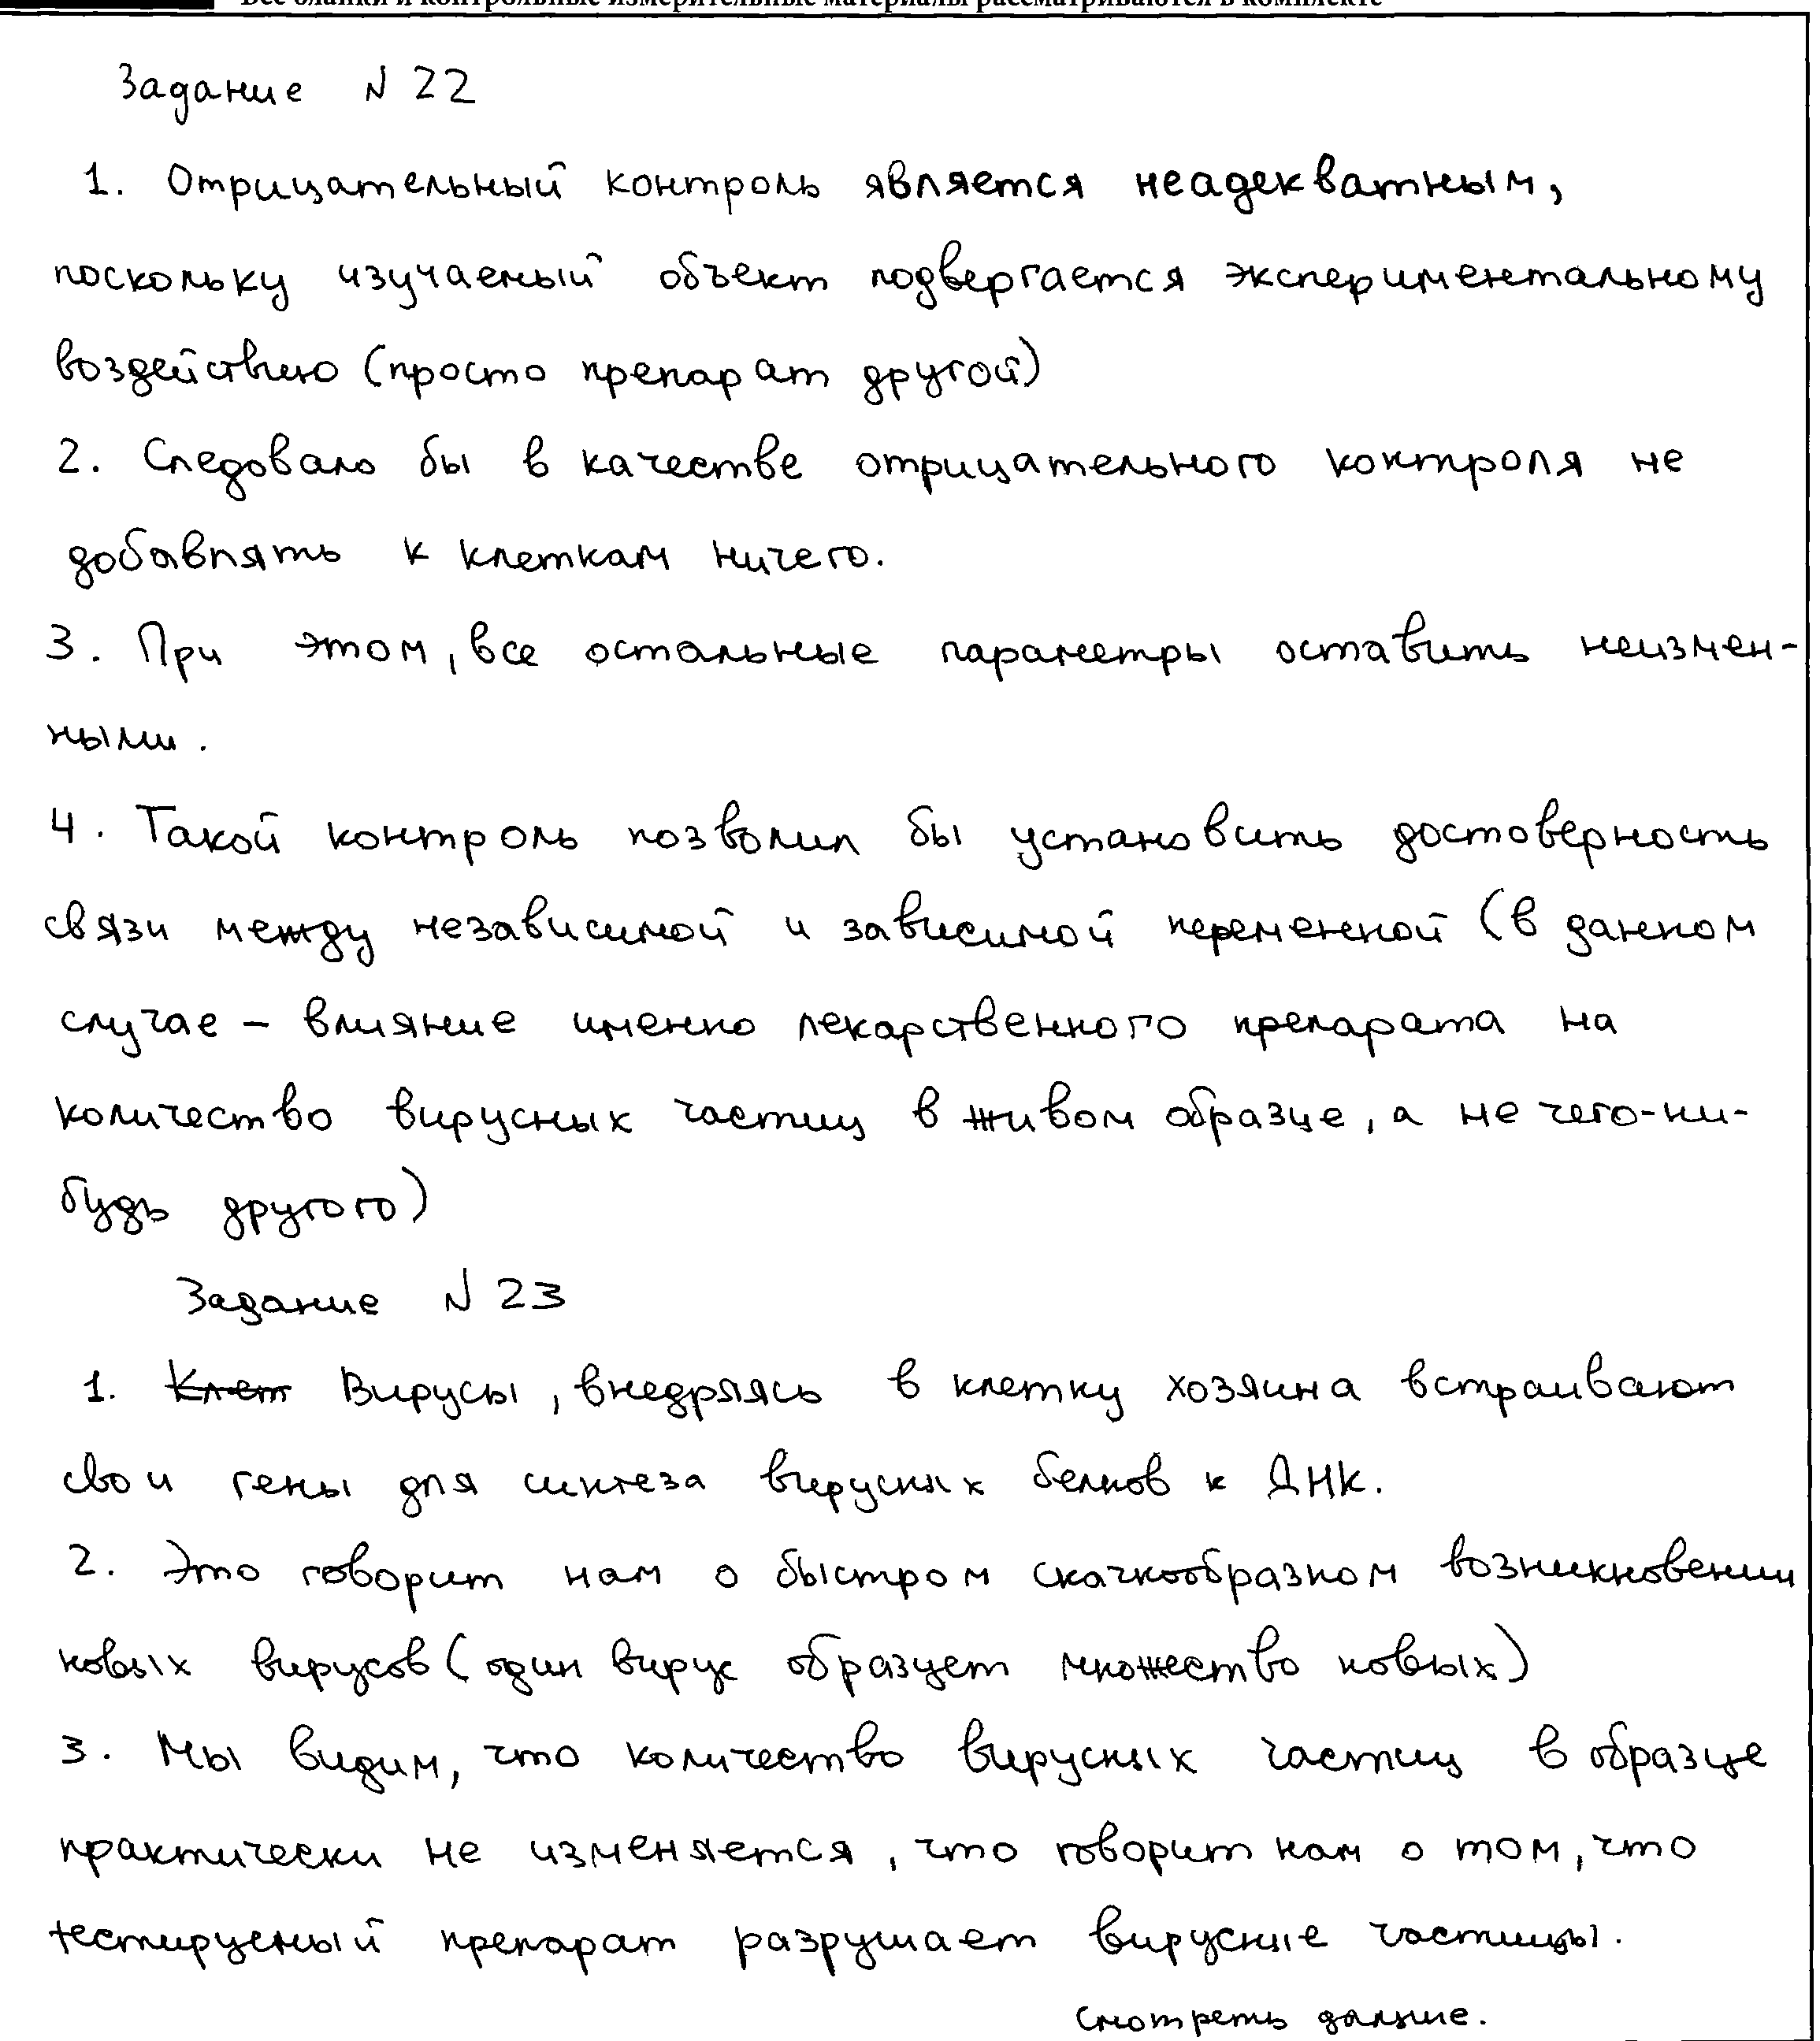 Все бланки и контрольные измерительные материалы рассматриваются в комплекте
Задание N 22
1. Отрицательный контроль является неадекватным,
поскольку изучаемый объект подвергается экспериментальному
воздействию (просто препарат другой)
2. Следовало бы в качестве отрицательного контроля не
добавлять к клеткам ничего.
3. При этом, все остальные параметры оставить неизмен-
ными.
4. Такой контроль позволил бы установить достоверность
связи между независимой и зависимой переменной (в данном
случае – влияние именно лекарственного препарата на
количество вирусных частиц в живом образце, а не чего-ни-
будь другого)
Задание N 23
1. Клет Вирусы, внедряясь в клетку хозяина встраивают
свои гены для синтеза вирусных белков к ДНК.
2. Это говорит нам о быстром скачкообразном возникновении
новых вирусов (один вирус образует множество новых)
3. Мы видим, что количество вирусных частиц в образце
практически не изменяется, что говорит нам о том, что
тестируемый препарат разрушает вирусные частицы.
Смотреть дальше.